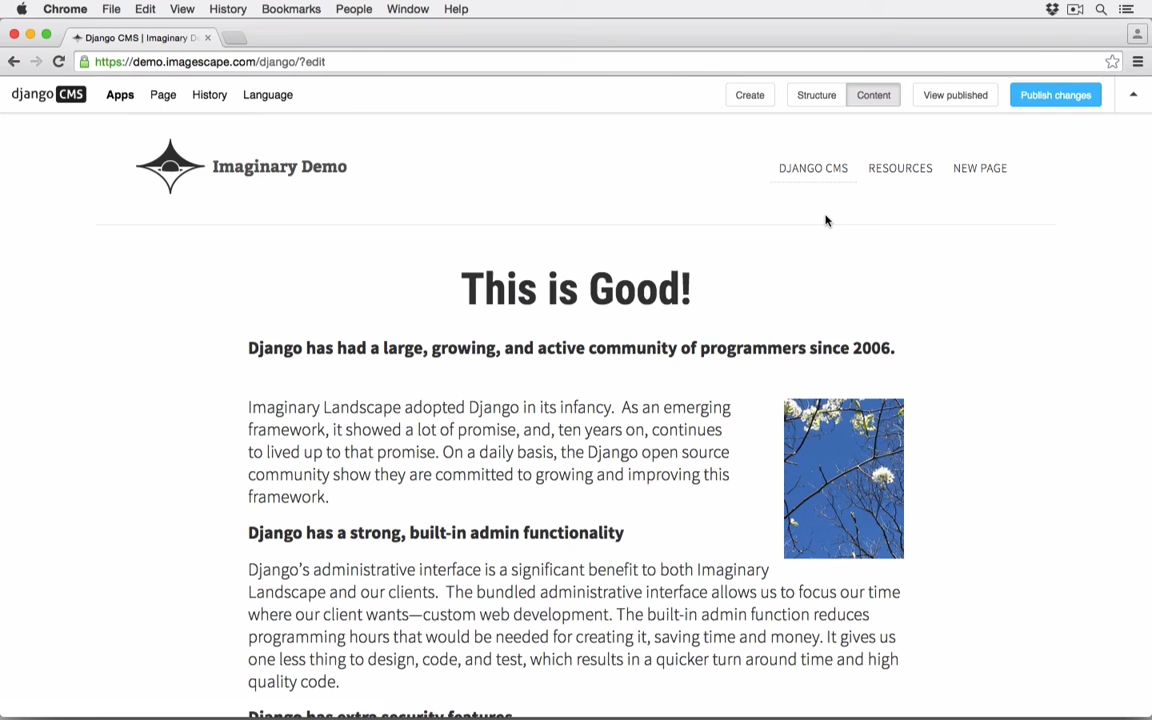 Chrome File Edit View History Bookmarks People Window Help
Django CMS | Imaginary D
https://demo.imagescape.com/django/?edit
django CMS Apps Page History Language Create Structure Content View published Publish changes
Imaginary Demo DJANGO CMS RESOURCES NEW PAGE
This is Good!
Django has had a large, growing, and active community of programmers since 2006.
Imaginary Landscape adopted Django in its infancy. As an emerging
framework, it showed a lot of promise, and, ten years on, continues
to lived up to that promise. On a daily basis, the Django open source
community show they are committed to growing and improving this
framework.
Django has a strong, built-in admin functionality
Django’s administrative interface is a significant benefit to both Imaginary
Landscape and our clients. The bundled administrative interface allows us to focus our time
where our client wants—custom web development. The built-in admin function reduces
programming hours that would be needed for creating it, saving time and money. It gives us
one less thing to design, code, and test, which results in a quicker turn around time and high
quality code.
Django has extra security features